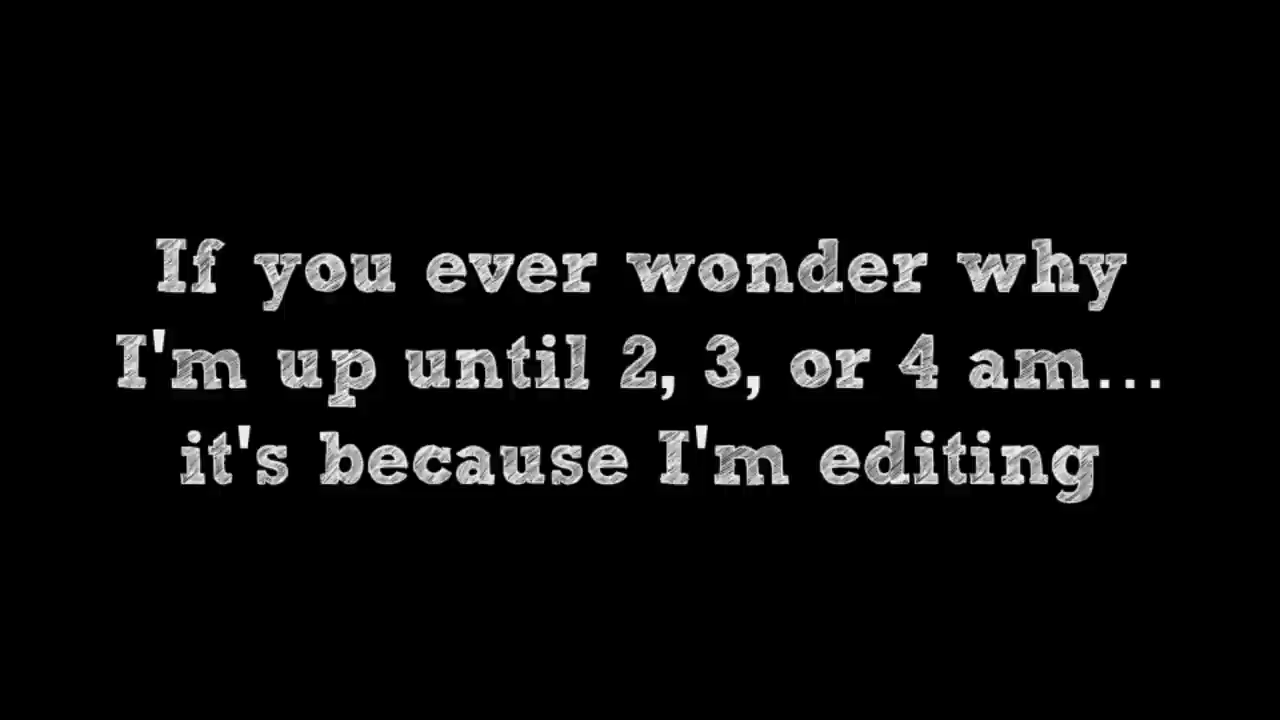 If you ever wonder why
I'm up until 2, 3, or 4 am...
it's because I'm editing